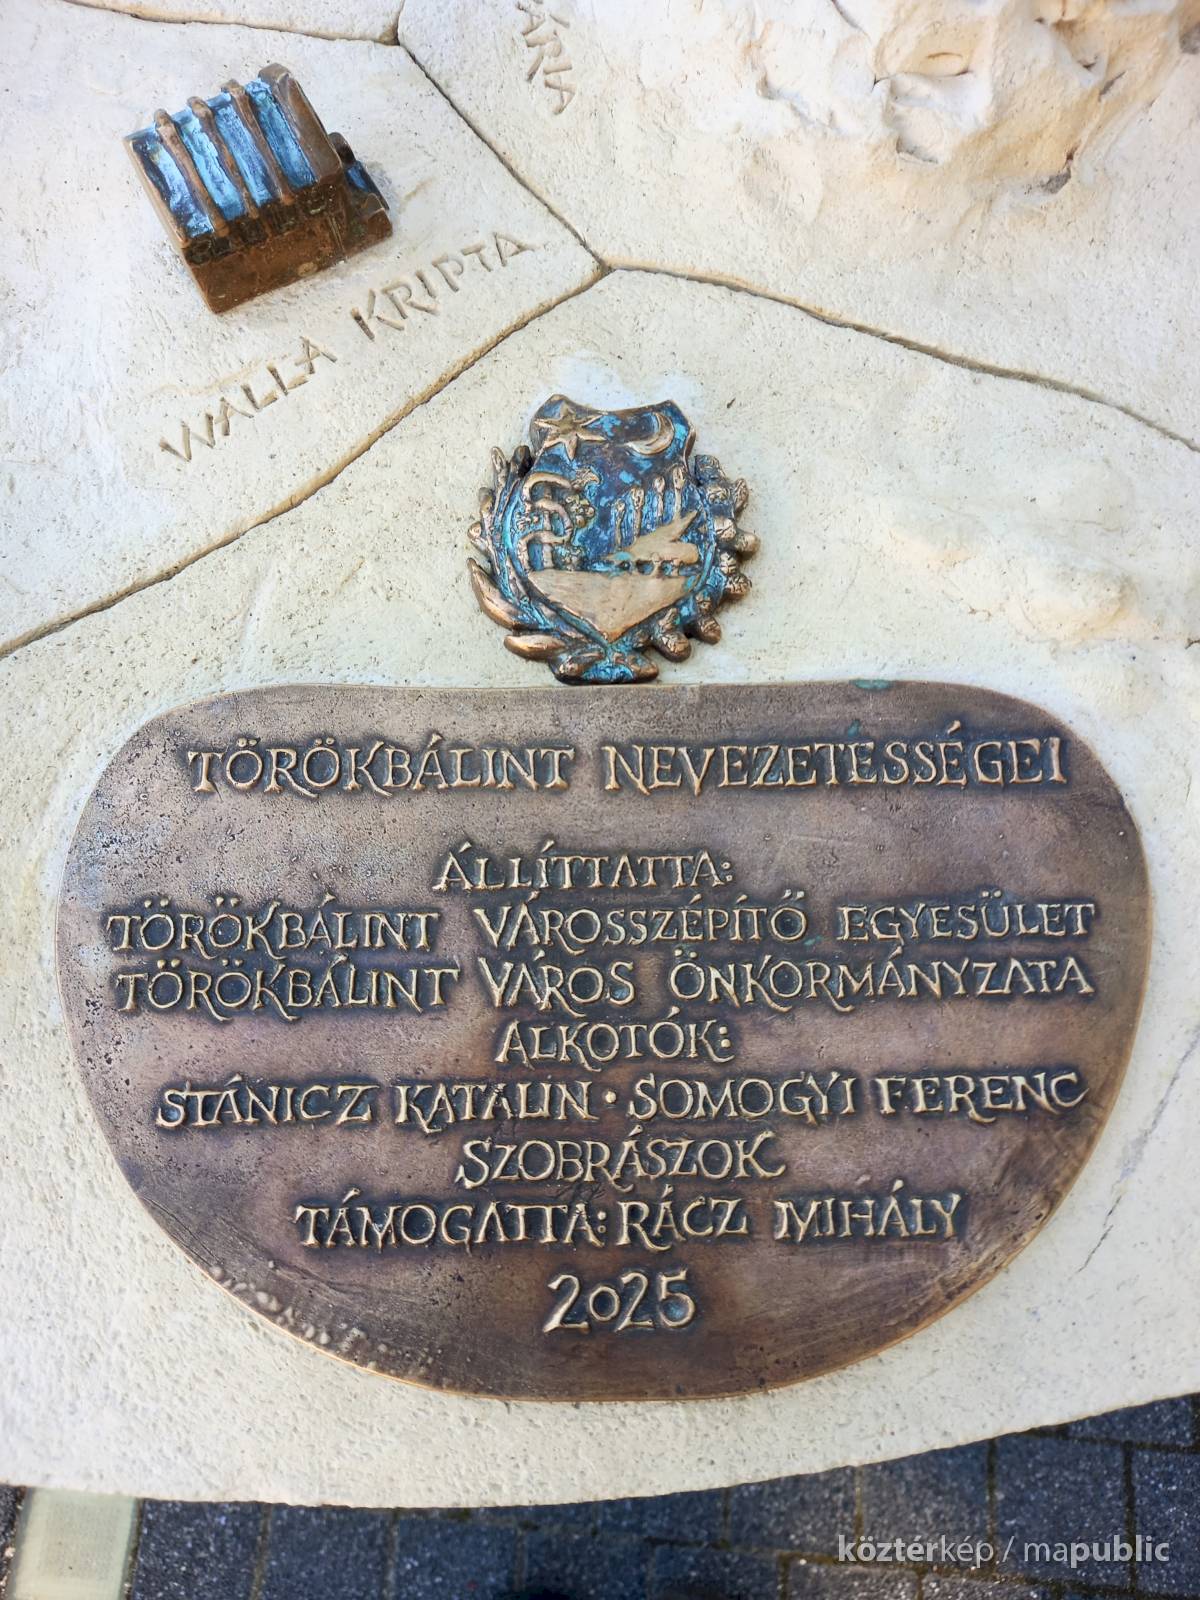 WALLA KRIPTA
TÖRÖKBÁLINT NEVEZETESSÉGEI
ÁLLÍTTATTA:
TÖRÖKBÁLINT VÁROSSZÉPÍTŐ EGYESÜLET
TÖRÖKBÁLINT VÁROS ÖNKORMÁNYZATA
ALKOTÓK:
STÁNICZ KATALIN · SOMOGYI FERENC
SZOBRÁSZOK
TÁMOGATTA: RÁCZ MIHÁLY
2025
köztérkép / mapublic